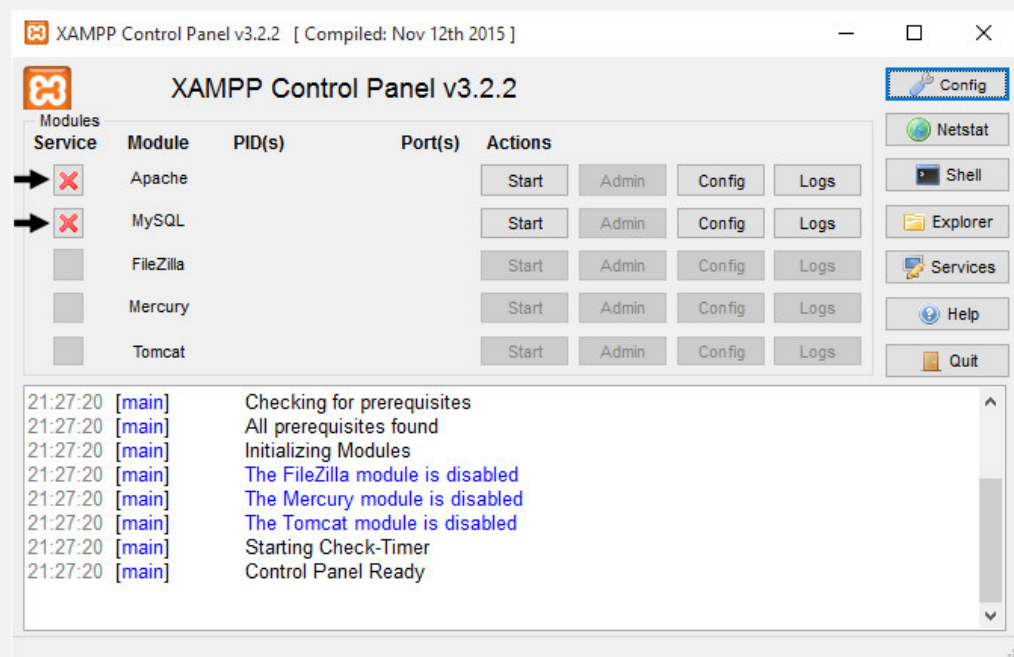 XAMPP Control Panel v3.2.2 [ Compiled: Nov 12th 2015 ]
XAMPP Control Panel v3.2.2
Config
Modules
Service Module PID(s) Port(s) Actions
Netstat
Apache Start Admin Config Logs
Shell
MySQL Start Admin Config Logs
Explorer
FileZilla Start Admin Config Logs
Services
Mercury Start Admin Config Logs
Help
Tomcat Start Admin Config Logs
Quit
21:27:20 [main] Checking for prerequisites
21:27:20 [main] All prerequisites found
21:27:20 [main] Initializing Modules
21:27:20 [main] The FileZilla module is disabled
21:27:20 [main] The Mercury module is disabled
21:27:20 [main] The Tomcat module is disabled
21:27:20 [main] Starting Check-Timer
21:27:20 [main] Control Panel Ready